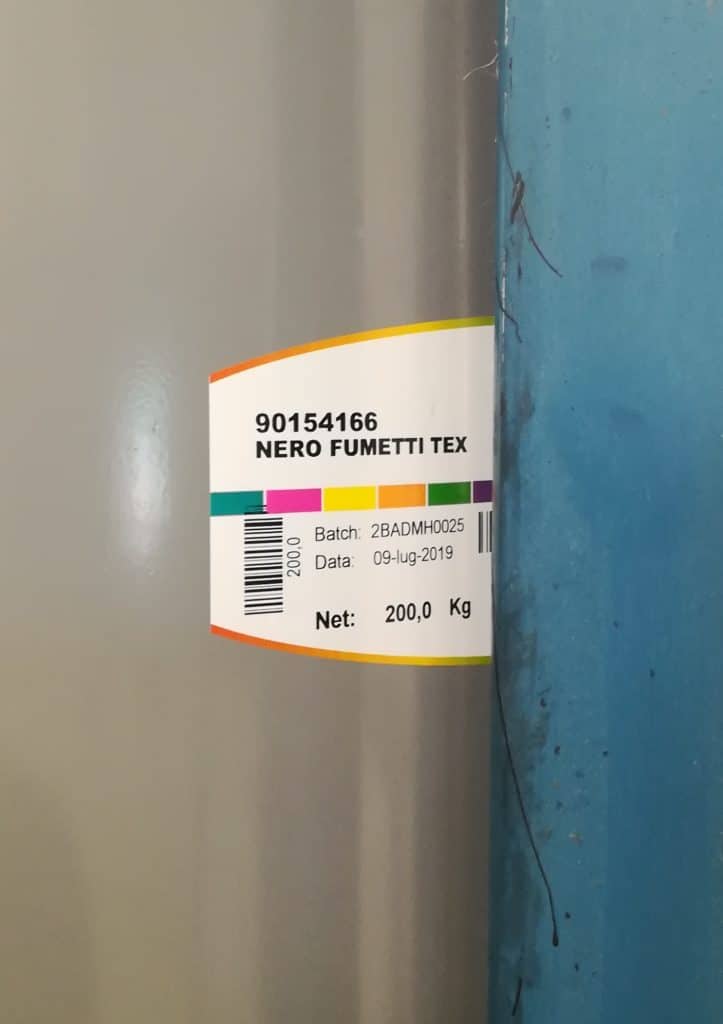 90154166
NERO FUMETTI TEX
Batch: 2BADMH0025
200,0
Data: 09-lug-2019
Net: 200,0 Kg